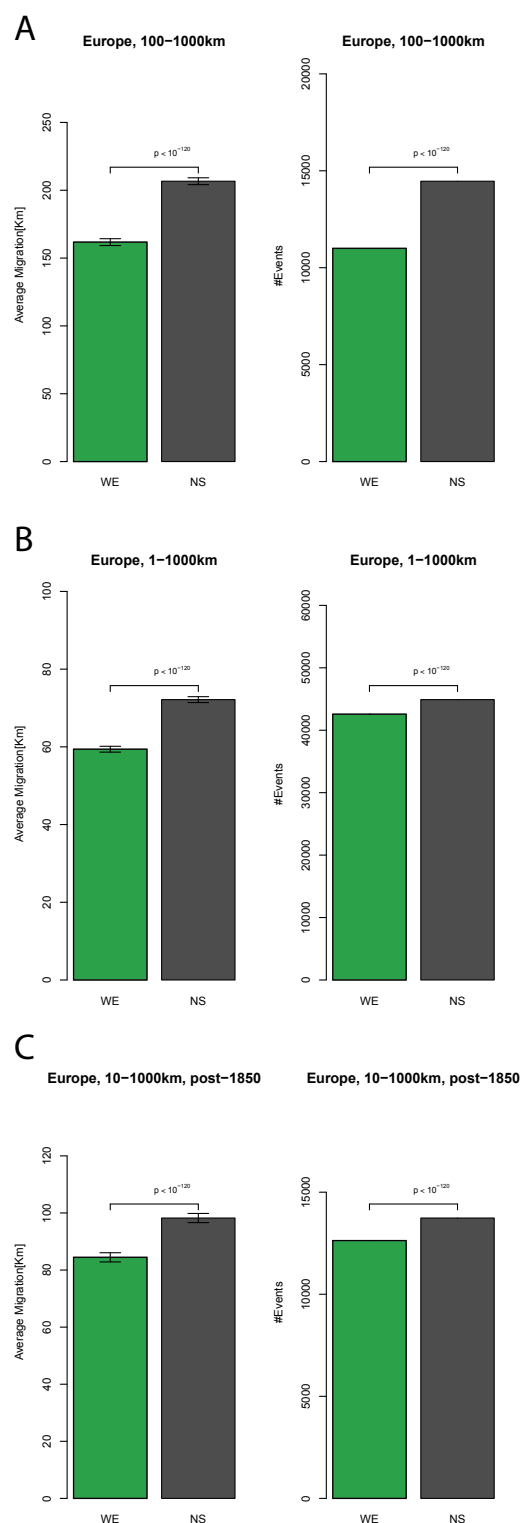 A
Europe, 100−1000km
Europe, 100−1000km
Average Migration[Km]
0
50
100
150
200
250
p < 10−120
WE
NS
#Events
0
5000
10000
15000
20000
p < 10−120
WE
NS
B
Europe, 1−1000km
Europe, 1−1000km
Average Migration[Km]
0
20
40
60
80
100
p < 10−120
WE
NS
#Events
0
10000
20000
30000
40000
50000
60000
p < 10−120
WE
NS
C
Europe, 10−1000km, post−1850
Europe, 10−1000km, post−1850
Average Migration[Km]
0
20
40
60
80
100
120
p < 10−120
WE
NS
#Events
0
5000
10000
15000
p < 10−120
WE
NS